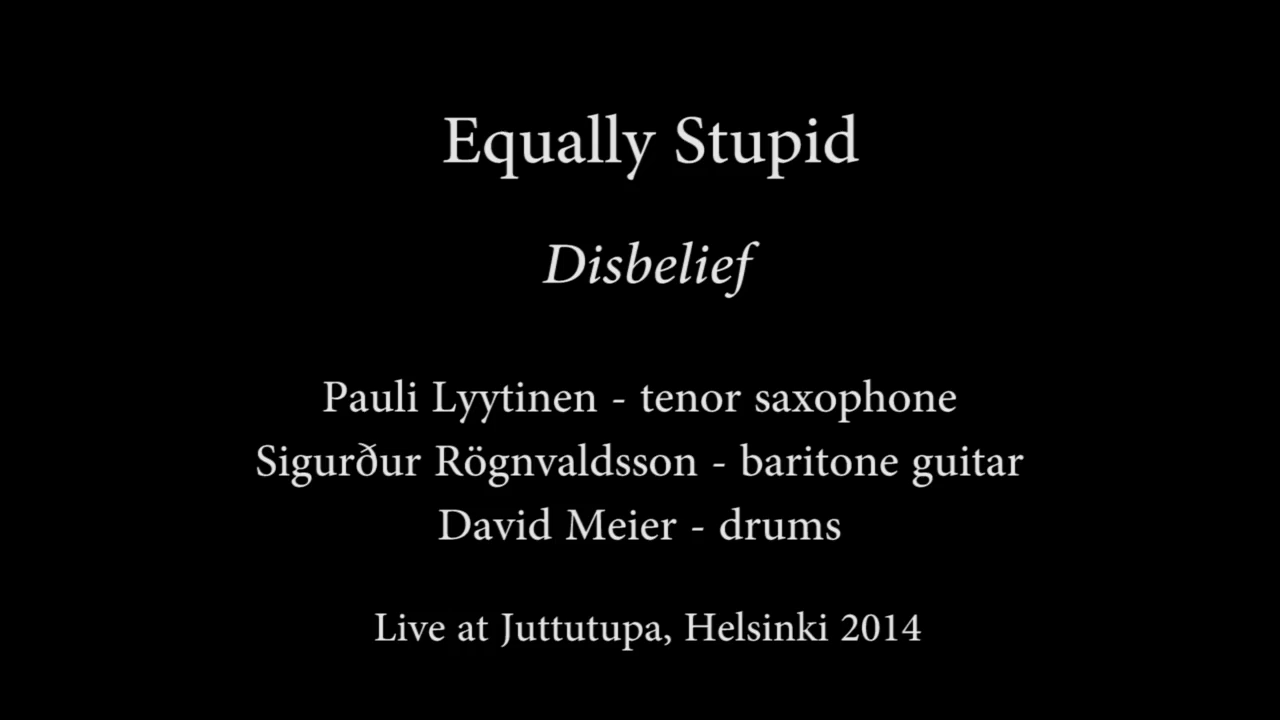 Equally Stupid
Disbelief
Pauli Lyytinen - tenor saxophone
Sigurður Rögnvaldsson - baritone guitar
David Meier - drums
Live at Juttutupa, Helsinki 2014